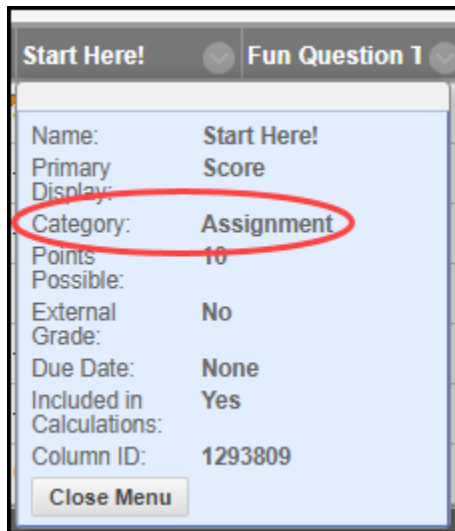 Start Here! Fun Question T
Name: Start Here!
Primary Display: Score
Category: Assignment
Points Possible: 10
External Grade: No
Due Date: None
Included in Calculations: Yes
Column ID: 1293809
Close Menu